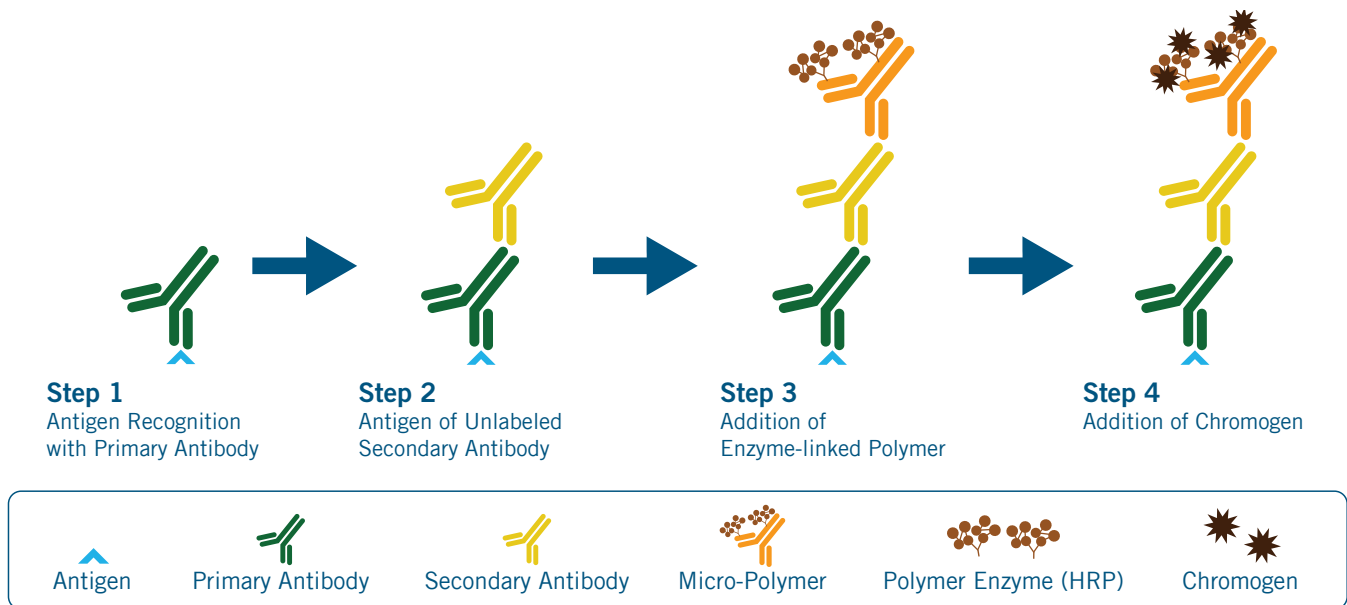 Step 1
Antigen Recognition
with Primary Antibody
Step 2
Antigen of Unlabeled
Secondary Antibody
Step 3
Addition of
Enzyme-linked Polymer
Step 4
Addition of Chromogen
Antigen
Primary Antibody
Secondary Antibody
Micro-Polymer
Polymer Enzyme (HRP)
Chromogen